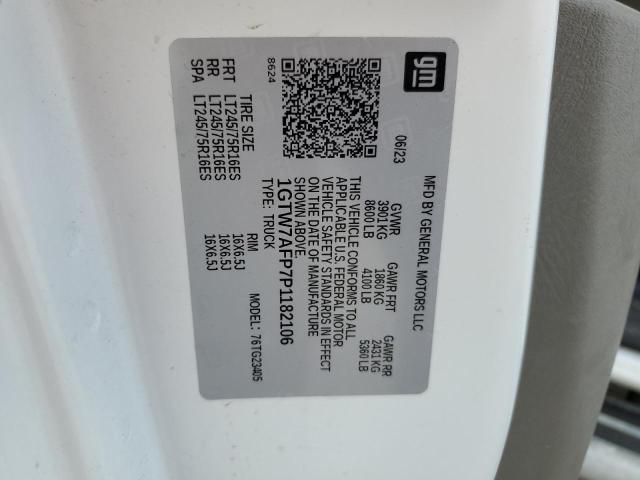 gm
MFD BY GENERAL MOTORS LLC
06/23
GVWR GAWR FRT GAWR RR
3901 KG 1860 KG 2431 KG
8600 LB 4100 LB 5360 LB
THIS VEHICLE CONFORMS TO ALL
APPLICABLE U.S. FEDERAL MOTOR
VEHICLE SAFETY STANDARDS IN EFFECT
ON THE DATE OF MANUFACTURE
SHOWN ABOVE.
1GTW7AFP7P1182106
TYPE: TRUCK MODEL: 76TG23405
8624
TIRE SIZE RIM
FRT LT245/75R16ES 16X6.5J
RR LT245/75R16ES 16X6.5J
SPA LT245/75R16ES 16X6.5J